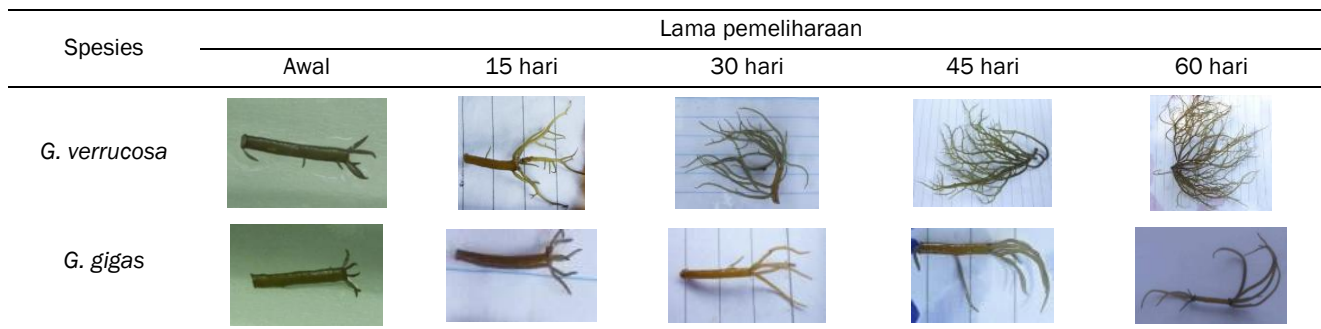 Spesies
Lama pemeliharaan
Awal 15 hari 30 hari 45 hari 60 hari
G. verrucosa
G. gigas